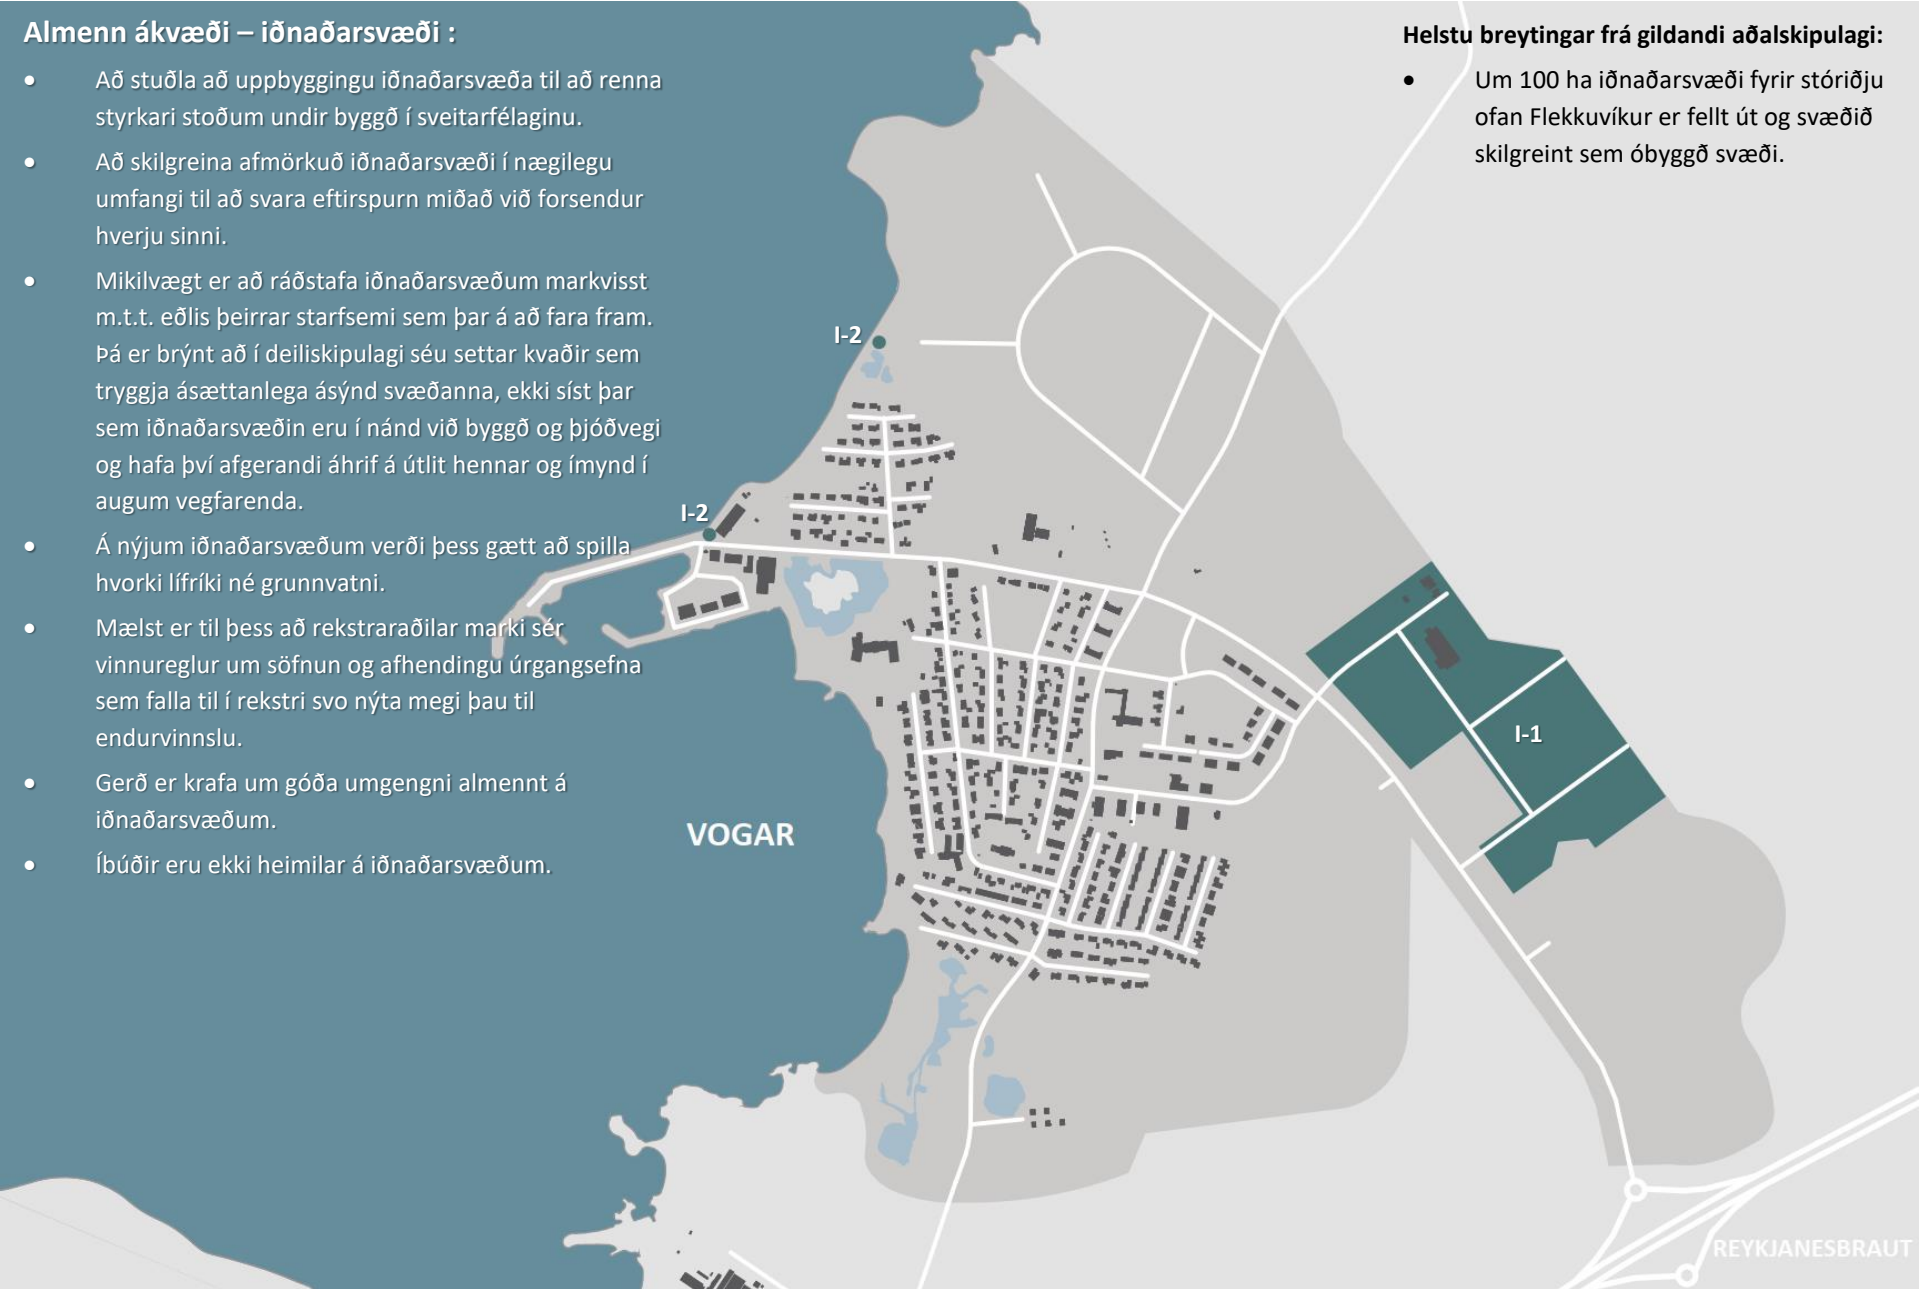 Almenn ákvæði – iðnaðarsvæði :
• Að stuðla að uppbyggingu iðnaðarsvæða til að renna
styrkari stoðum undir byggð í sveitarfélaginu.
• Að skilgreina afmörkuð iðnaðarsvæði í nægilegu
umfangi til að svara eftirspurn miðað við forsendur
hverju sinni.
• Mikilvægt er að ráðstafa iðnaðarsvæðum markvisst
m.t.t. eðlis þeirrar starfsemi sem þar á að fara fram.
Þá er brýnt að í deiliskipulagi séu settar kvaðir sem
tryggja ásættanlega ásýnd svæðanna, ekki síst þar
sem iðnaðarsvæðin eru í nánd við byggð og þjóðvegi
og hafa því afgerandi áhrif á útlit hennar og ímynd í
augum vegfarenda.
• Á nýjum iðnaðarsvæðum verði þess gætt að spilla
hvorki lífríki né grunnvatni.
• Mælst er til þess að rekstraraðilar marki sér
vinnureglur um söfnun og afhendingu úrgangsefna
sem falla til í rekstri svo nýta megi þau til
endurvinnslu.
• Gerð er krafa um góða umgengni almennt á
iðnaðarsvæðum.
• Íbúðir eru ekki heimilar á iðnaðarsvæðum.
Helstu breytingar frá gildandi aðalskipulagi:
• Um 100 ha iðnaðarsvæði fyrir stóriðju
ofan Flekkuvíkur er fellt út og svæðið
skilgreint sem óbyggð svæði.
I-2
I-2
I-1
VOGAR
REYKJANESBRAUT